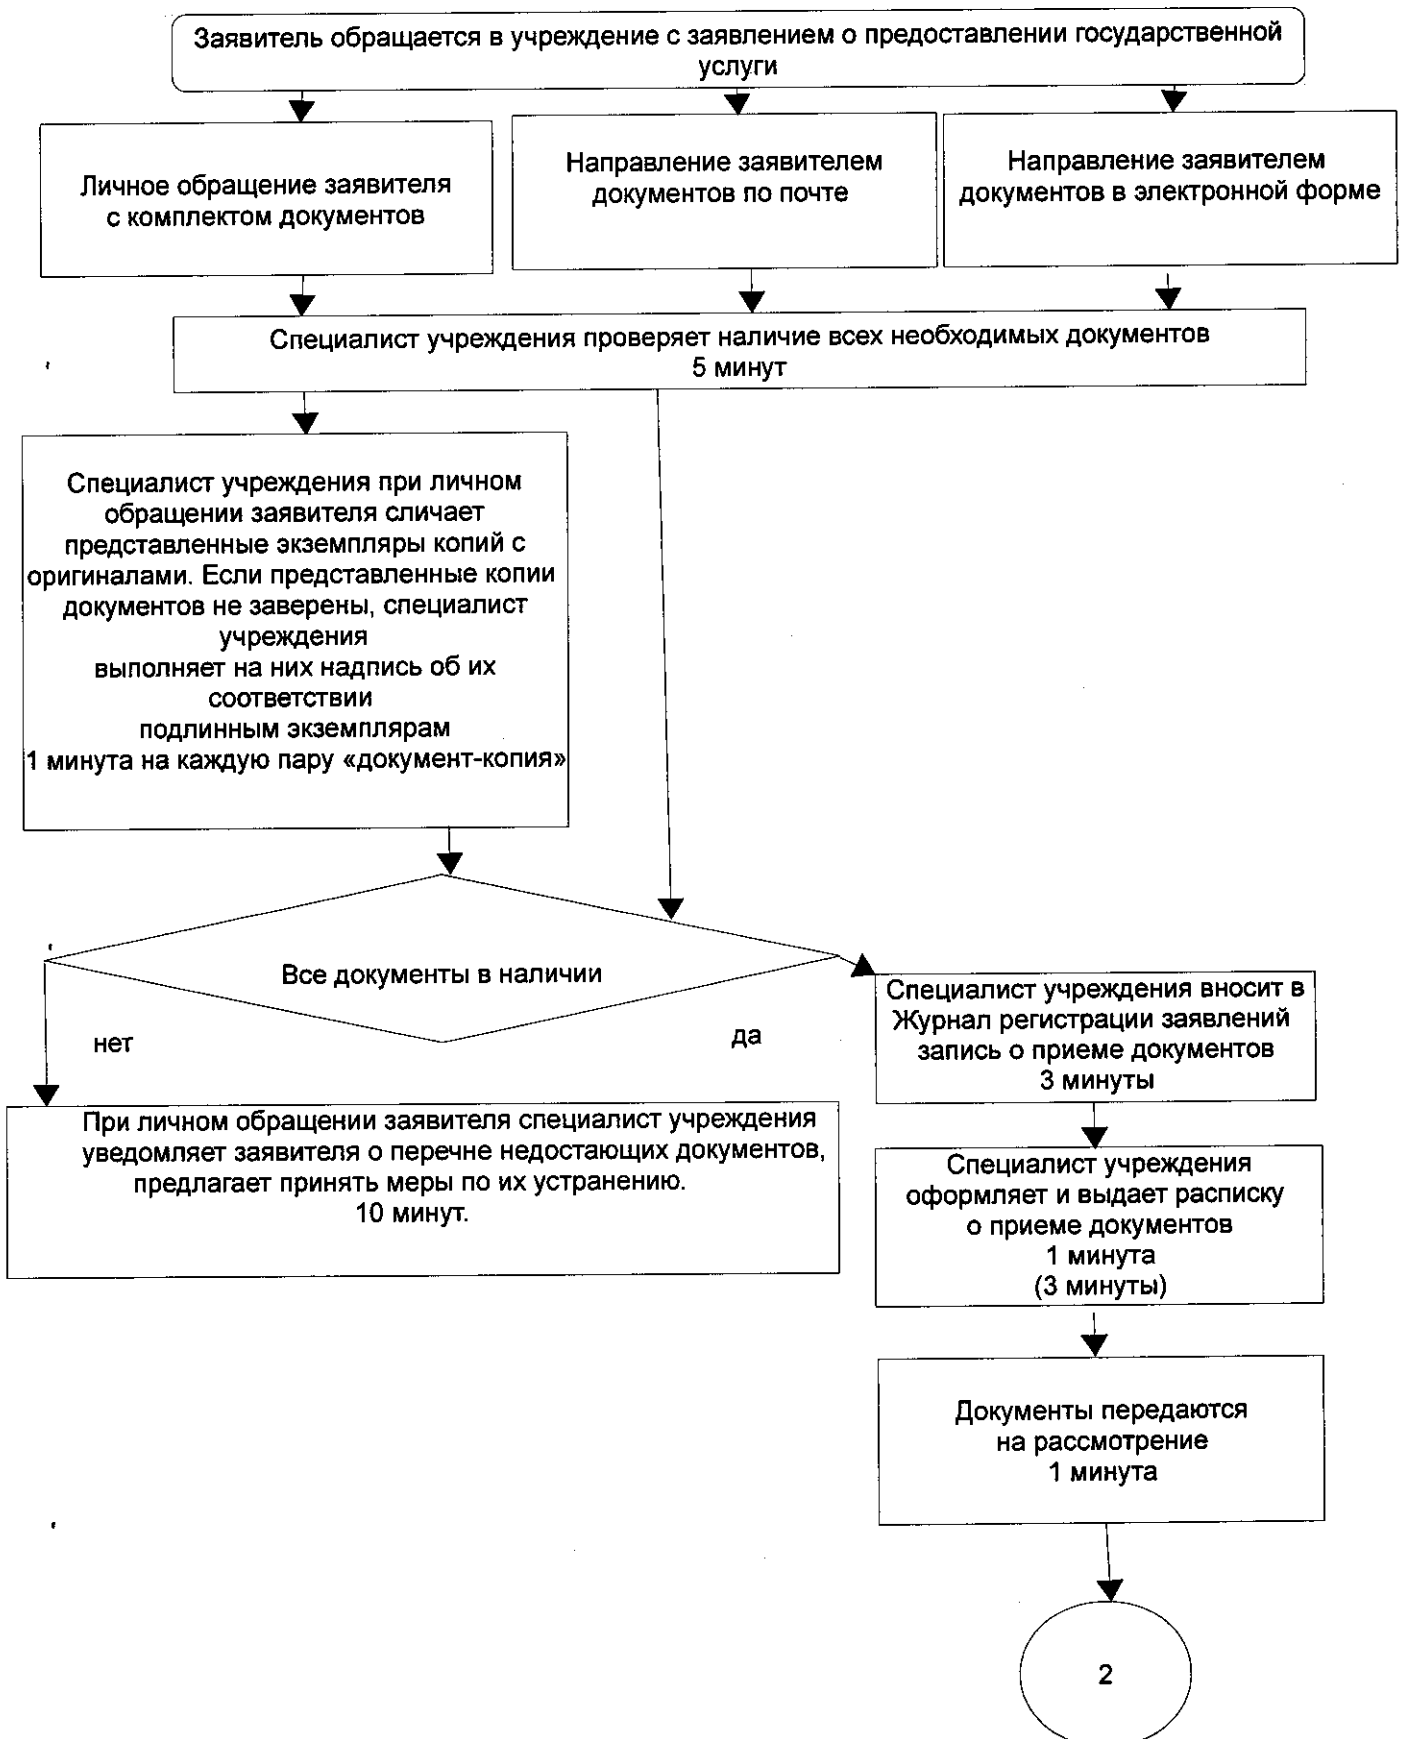 Заявитель обращается в учреждение с заявлением о предоставлении государственной
услуги
Личное обращение заявителя
с комплектом документов
Направление заявителем
документов по почте
Направление заявителем
документов в электронной форме
Специалист учреждения проверяет наличие всех необходимых документов
5 минут
Специалист учреждения при личном
обращении заявителя сличает
представленные экземпляры копий с
оригиналами. Если представленные копии
документов не заверены, специалист
учреждения
выполняет на них надпись об их
соответствии
подлинным экземплярам
1 минута на каждую пару «документ-копия»
Все документы в наличии
нет
да
Специалист учреждения вносит в
Журнал регистрации заявлений
запись о приеме документов
3 минуты
При личном обращении заявителя специалист учреждения
уведомляет заявителя о перечне недостающих документов,
предлагает принять меры по их устранению.
10 минут.
Специалист учреждения
оформляет и выдает расписку
о приеме документов
1 минута
(3 минуты)
Документы передаются
на рассмотрение
1 минута
2